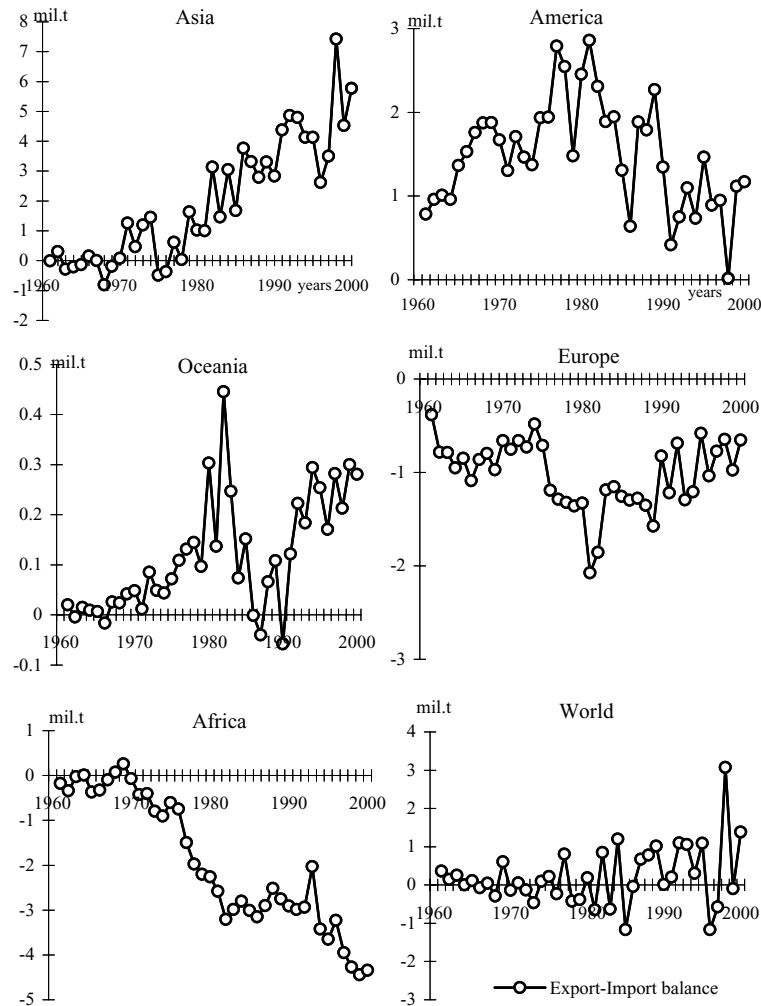 Asia
mil.t
8
7
6
5
4
3
2
1
0
-1
-2
1960 1970 1980 1990 years 2000
America
mil.t
3
2
1
0
years
1960 1970 1980 1990 2000
Oceania
mil.t
0.5
0.4
0.3
0.2
0.1
0
-0.1
1960 1970 1980 1990 2000
Europe
mil.t
0
-1
-2
-3
1960 1970 1980 1990 2000
Africa
mil.t
1
0
-1
-2
-3
-4
-5
1960 1970 1980 1990 2000
World
mil.t
4
3
2
1
0
-1
-2
-3
1960 1970 1980 1990 2000
Export-Import balance